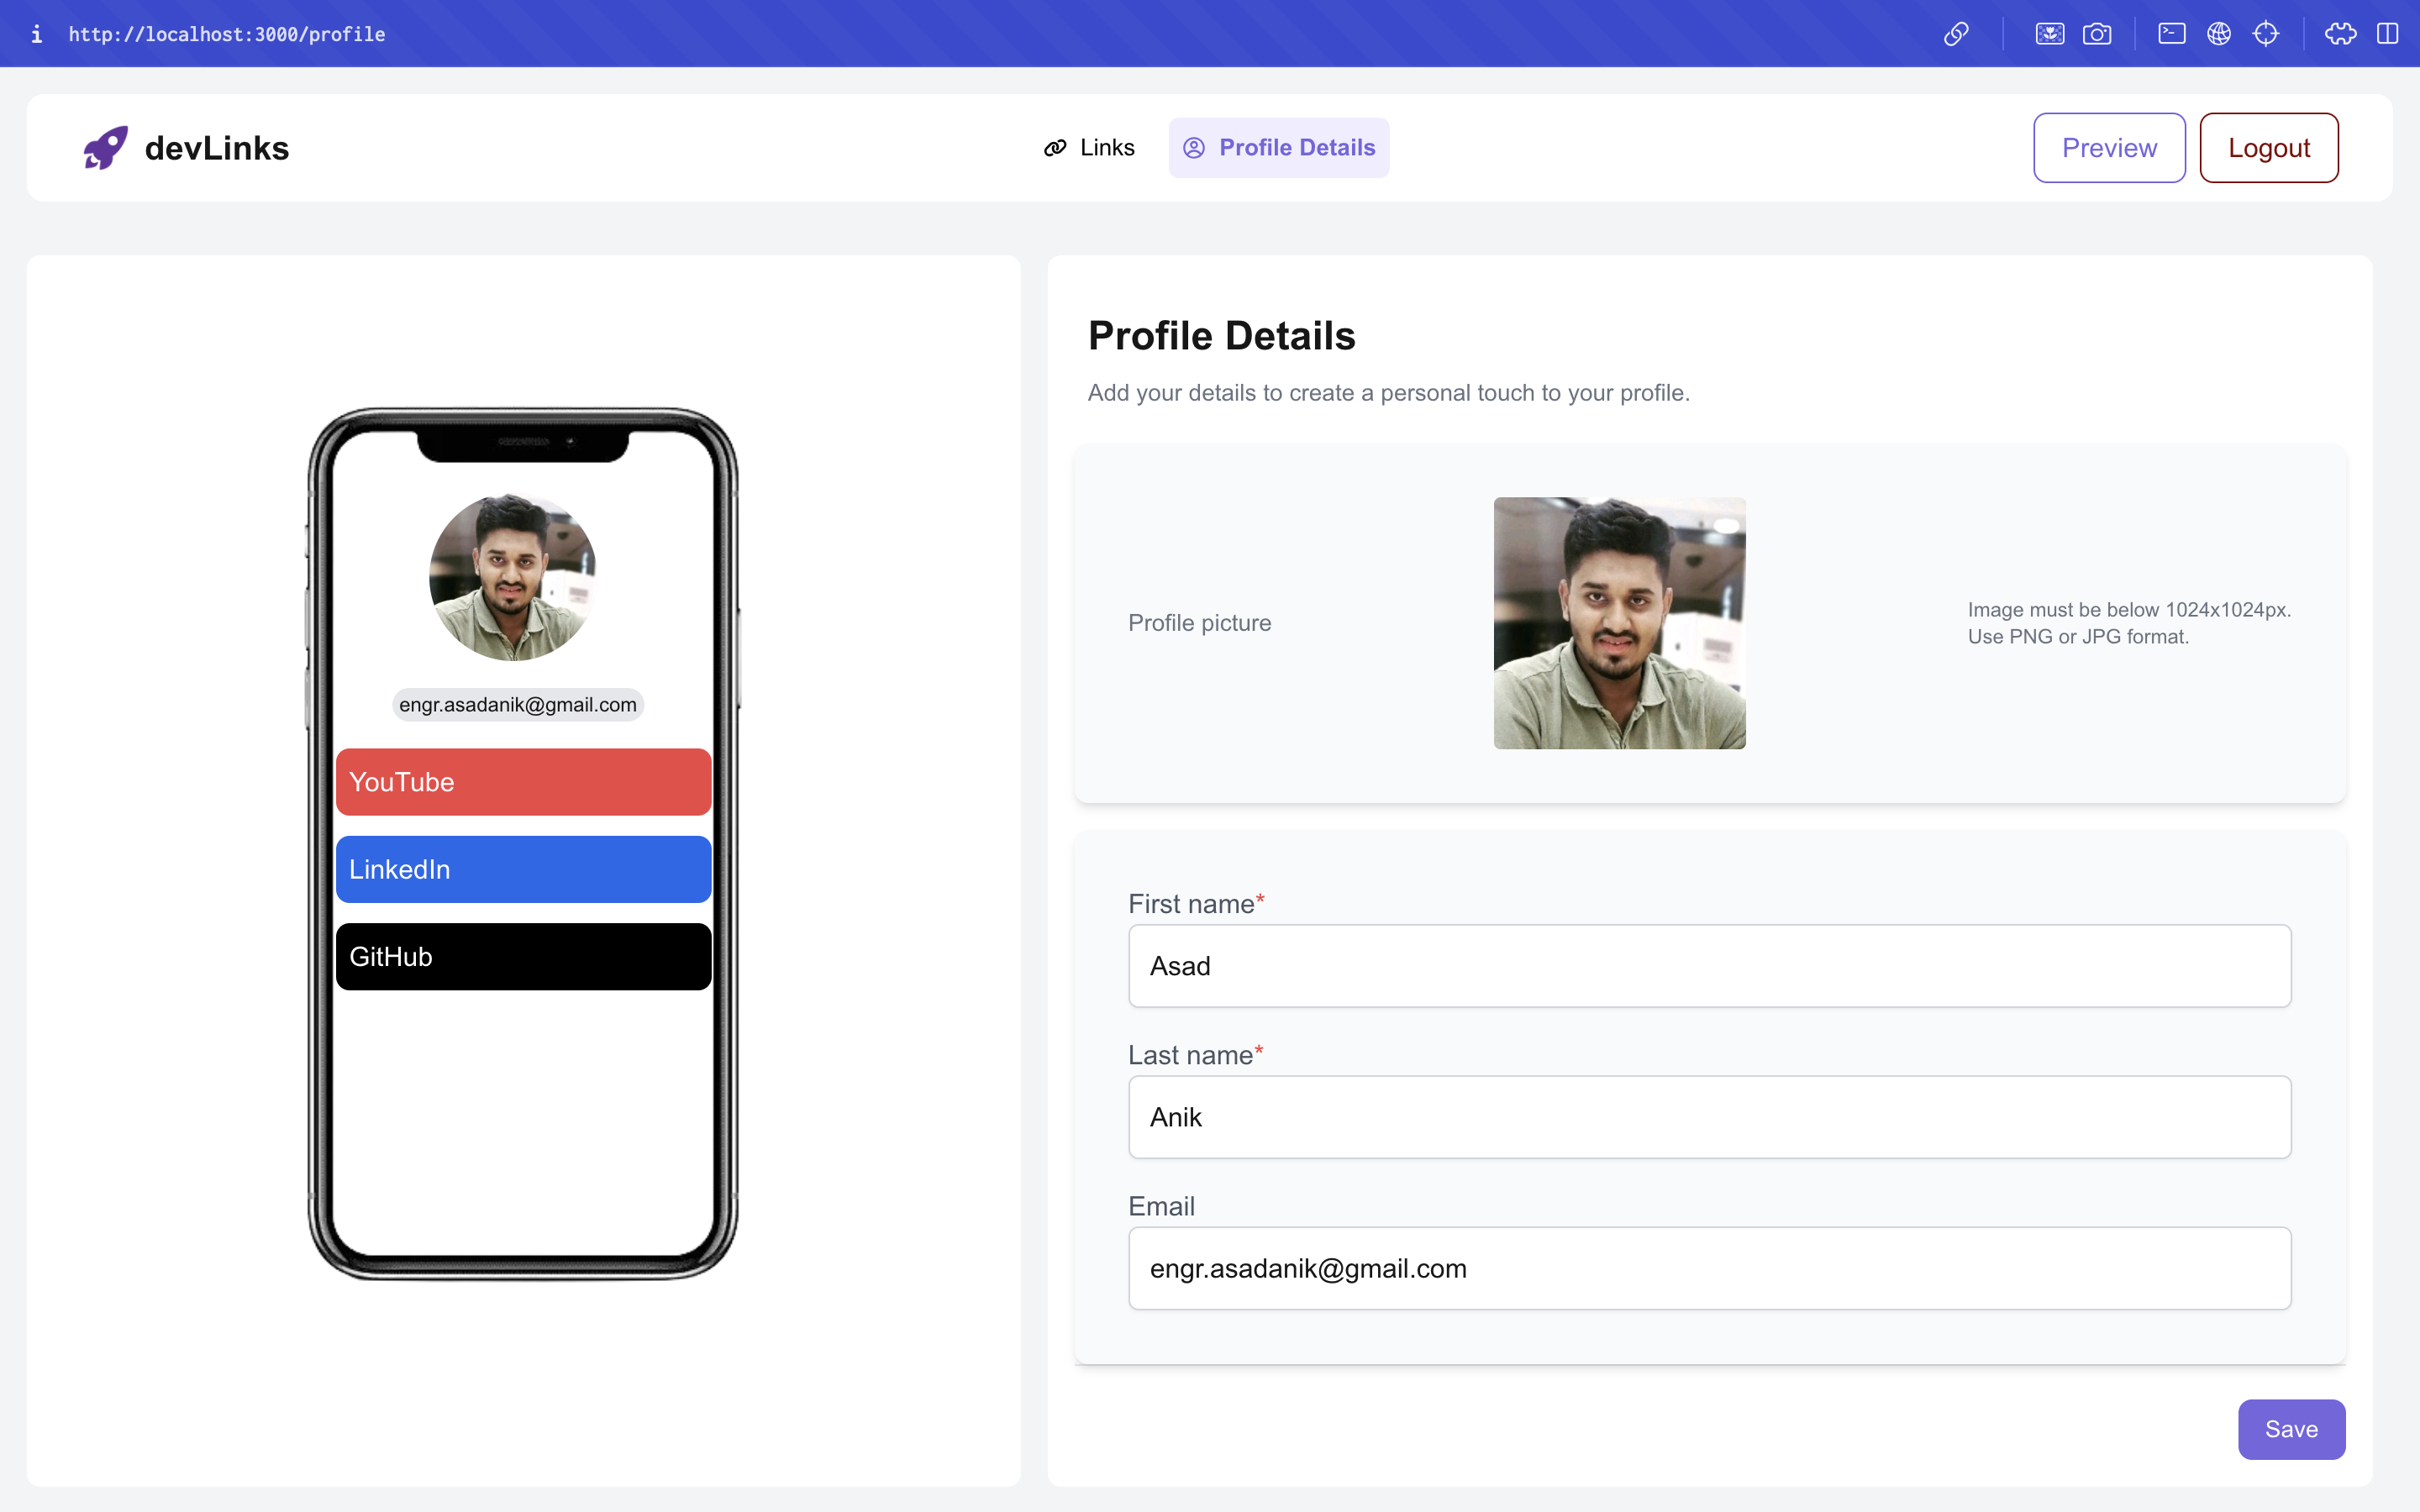 http://localhost:3000/profile
devLinks
Links
Profile Details
Preview
Logout
engr.asadanik@gmail.com
YouTube
LinkedIn
GitHub
Profile Details
Add your details to create a personal touch to your profile.
Profile picture
Image must be below 1024x1024px.
Use PNG or JPG format.
First name*
Asad
Last name*
Anik
Email
engr.asadanik@gmail.com
Save